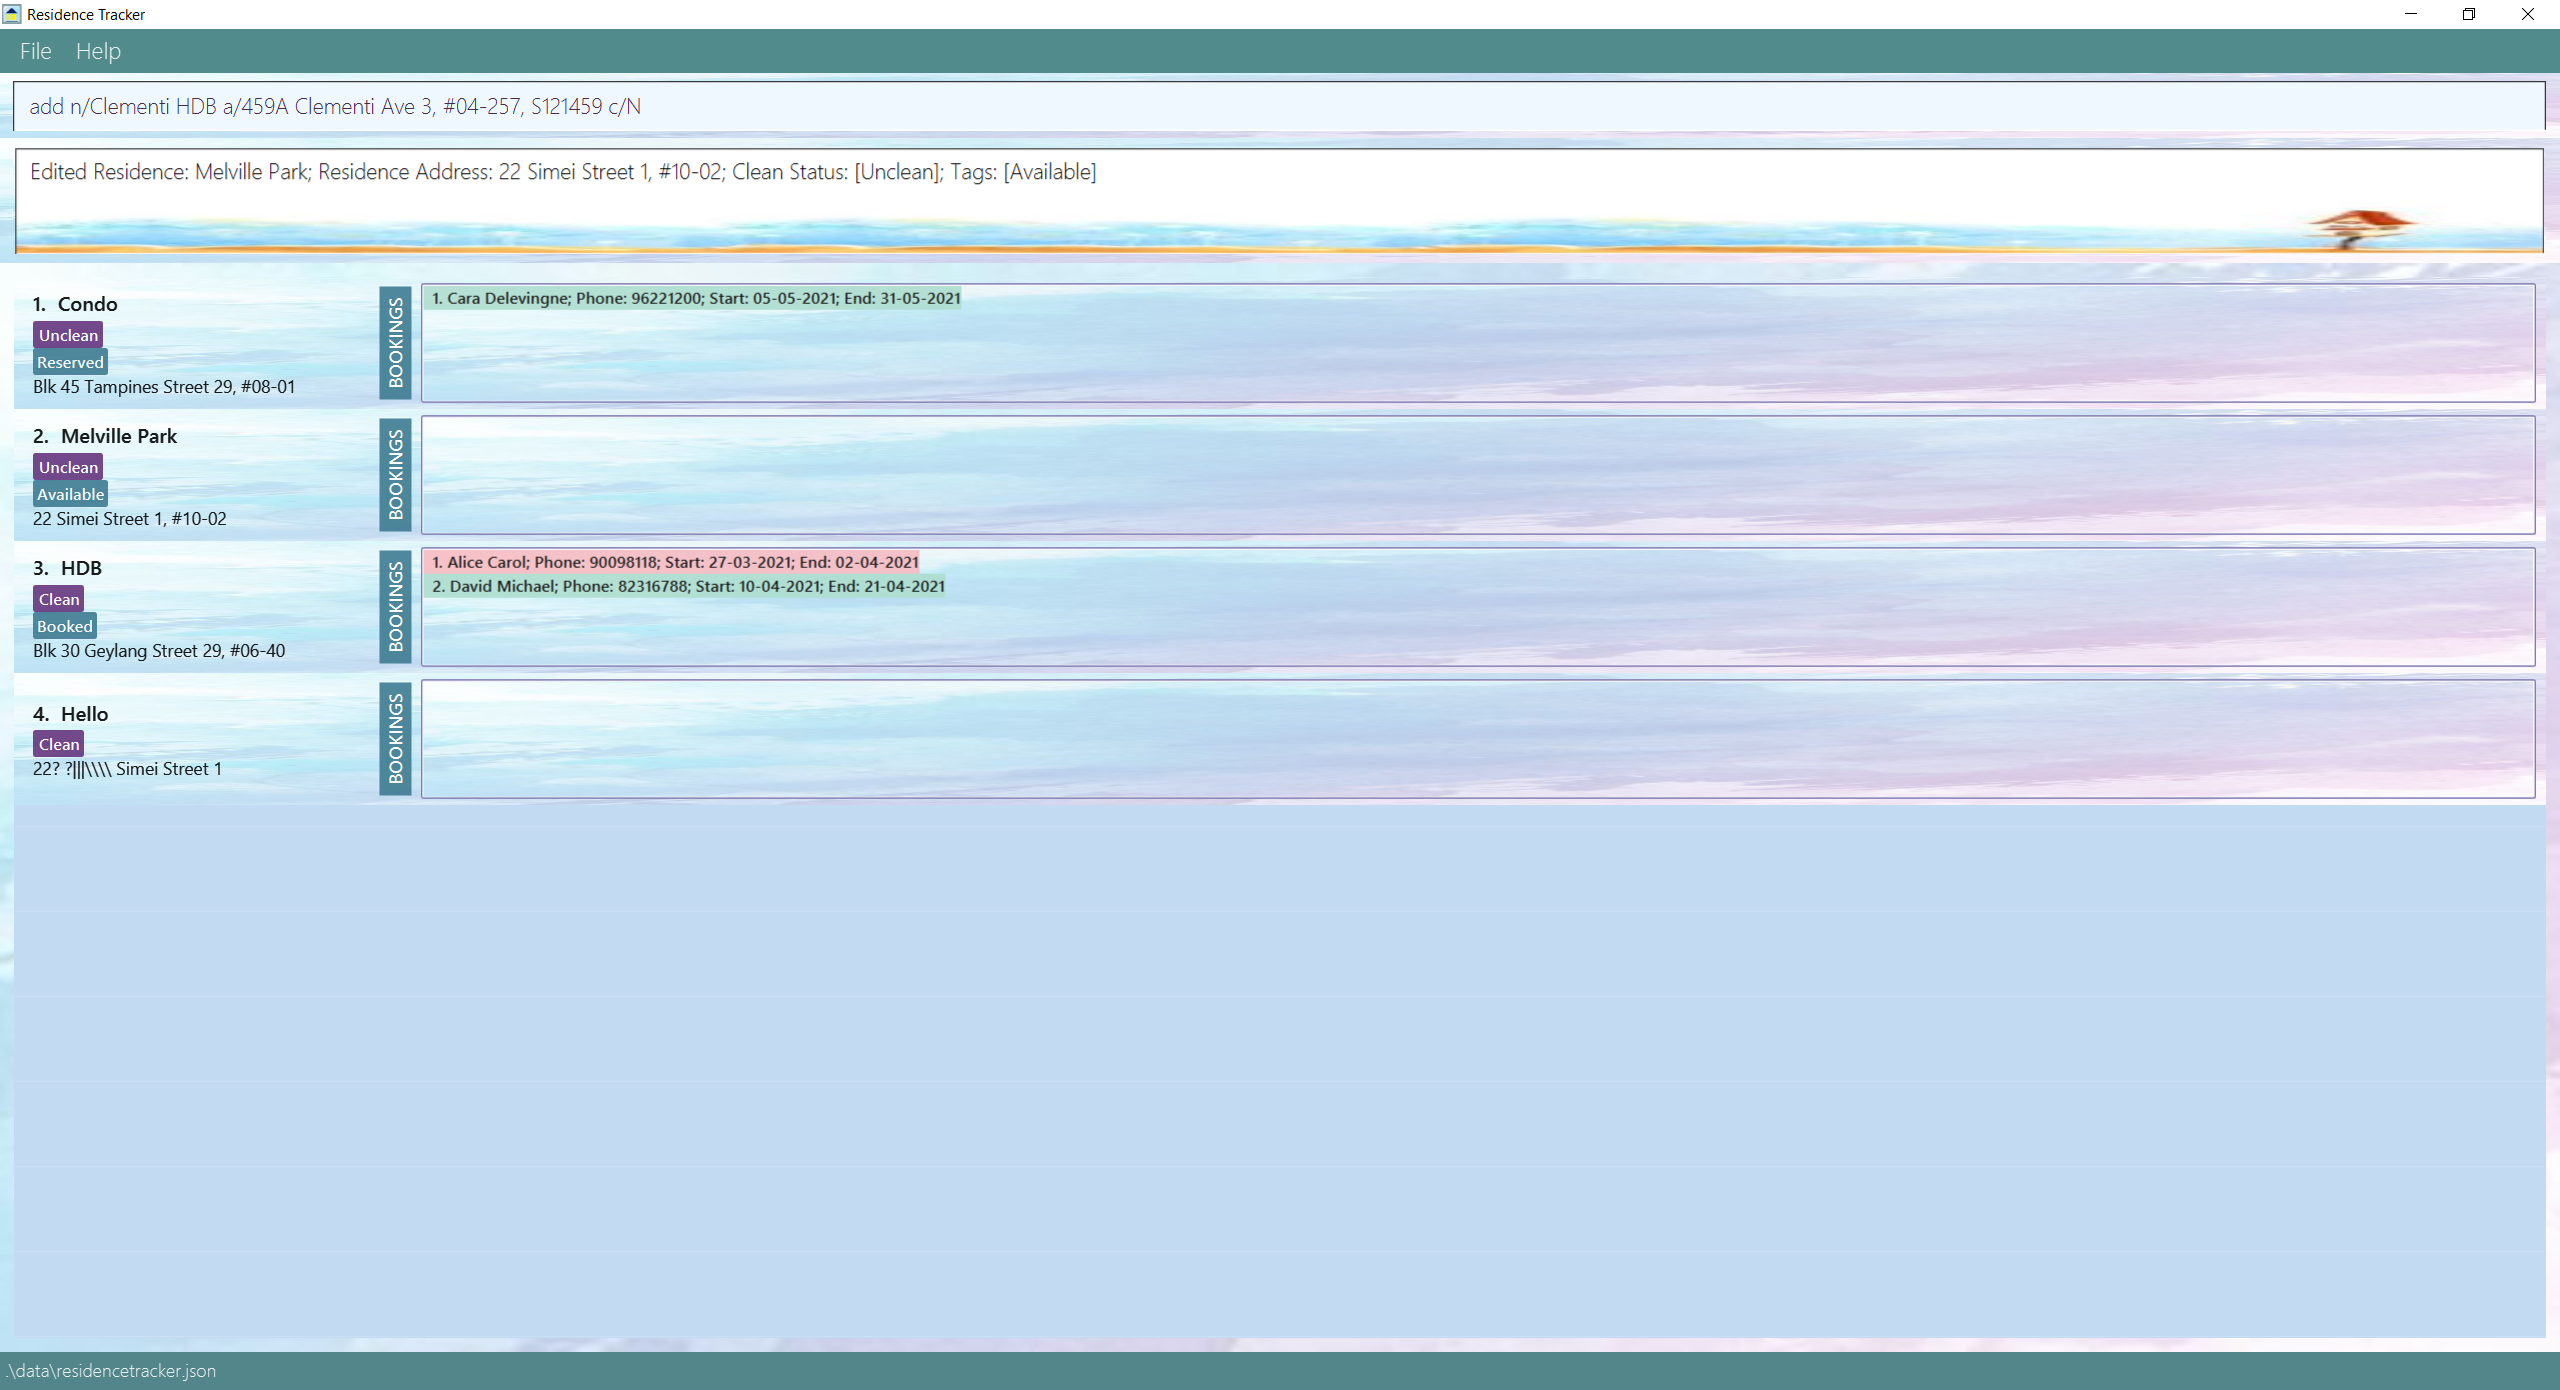 Residence Tracker
File Help
add n/Clementi HDB a/459A Clementi Ave 3, #04-257, S121459 c/N
Edited Residence: Melville Park; Residence Address: 22 Simei Street 1, #10-02; Clean Status: [Unclean]; Tags: [Available]
1. Condo
Unclean
Reserved
Blk 45 Tampines Street 29, #08-01
BOOKINGS
1. Cara Delevingne; Phone: 96221200; Start: 05-05-2021; End: 31-05-2021
2. Melville Park
Unclean
Available
22 Simei Street 1, #10-02
BOOKINGS
3. HDB
Clean
Booked
Blk 30 Geylang Street 29, #06-40
BOOKINGS
1. Alice Carol; Phone: 90098118; Start: 27-03-2021; End: 02-04-2021
2. David Michael; Phone: 82316788; Start: 10-04-2021; End: 21-04-2021
4. Hello
Clean
22? ?|||\\\\ Simei Street 1
BOOKINGS
.\data\residencetracker.json